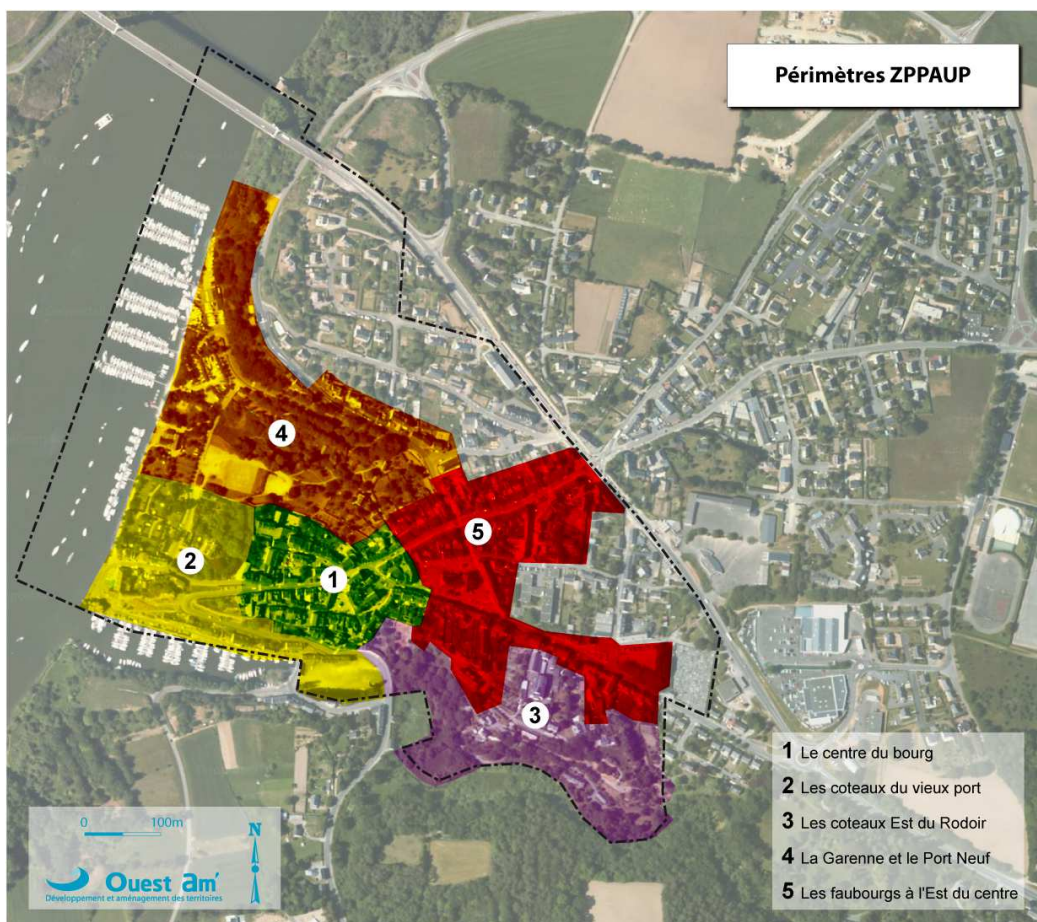 Périmètres ZPPAUP
4
5
2
1
3
1 Le centre du bourg
2 Les coteaux du vieux port
3 Les coteaux Est du Rodoir
4 La Garenne et le Port Neuf
5 Les faubourgs à l'Est du centre
0 100m
N
Ouest am'
Développement et aménagement des territoires